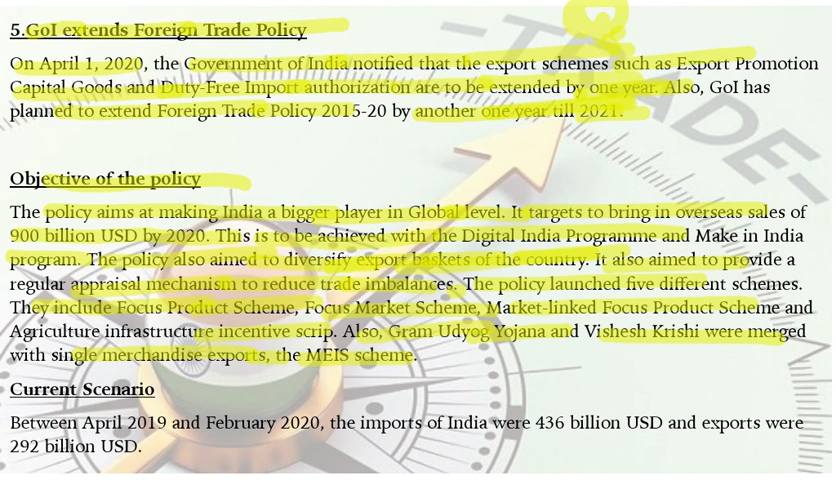 5.GoI extends Foreign Trade Policy
On April 1, 2020, the Government of India notified that the export schemes such as Export Promotion
Capital Goods and Duty-Free Import authorization are to be extended by one year. Also, GoI has
planned to extend Foreign Trade Policy 2015-20 by another one year till 2021.
Objective of the policy
The policy aims at making India a bigger player in Global level. It targets to bring in overseas sales of
900 billion USD by 2020. This is to be achieved with the Digital India Programme and Make in India
program. The policy also aimed to diversify export baskets of the country. It also aimed to provide a
regular appraisal mechanism to reduce trade imbalances. The policy launched five different schemes.
They include Focus Product Scheme, Focus Market Scheme, Market-linked Focus Product Scheme and
Agriculture infrastructure incentive scrip. Also, Gram Udyog Yojana and Vishesh Krishi were merged
with single merchandise exports, the MEIS scheme.
Current Scenario
Between April 2019 and February 2020, the imports of India were 436 billion USD and exports were
292 billion USD.
-TRADE-